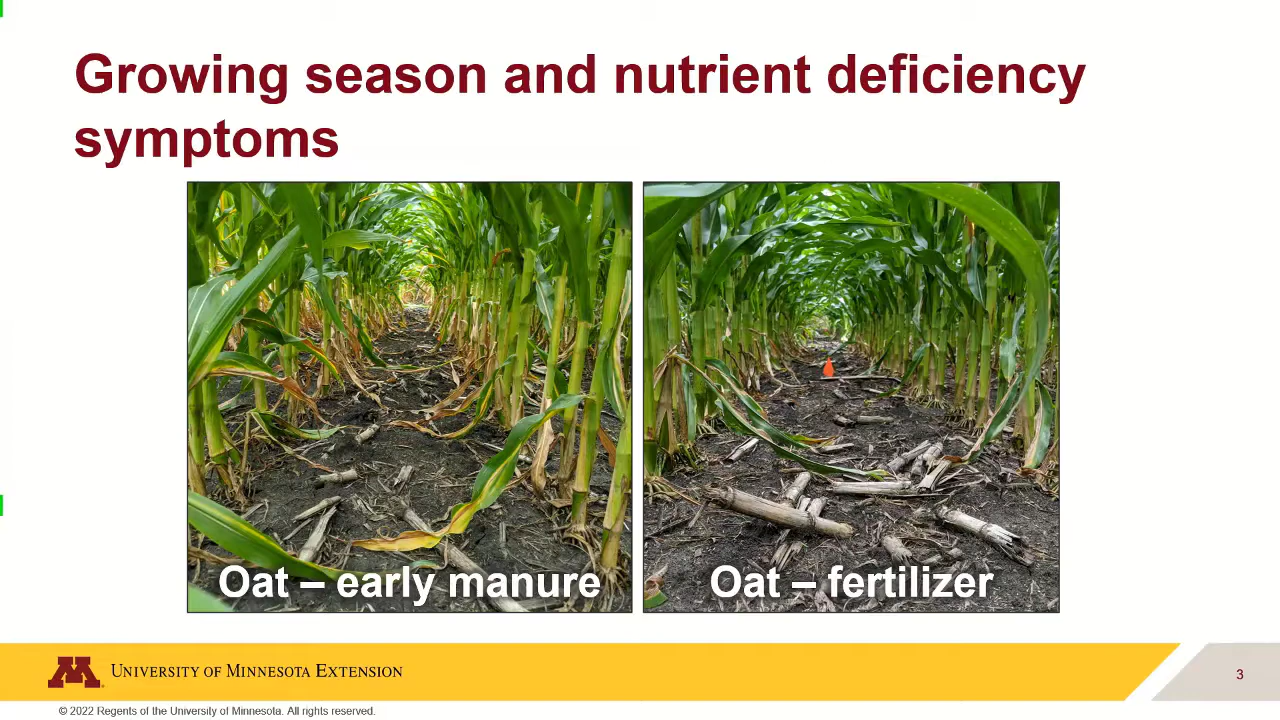 Growing season and nutrient deficiency
symptoms
Oat – early manure
Oat – fertilizer
M
UNIVERSITY OF MINNESOTA EXTENSION
3
© 2022 Regents of the University of Minnesota. All rights reserved.